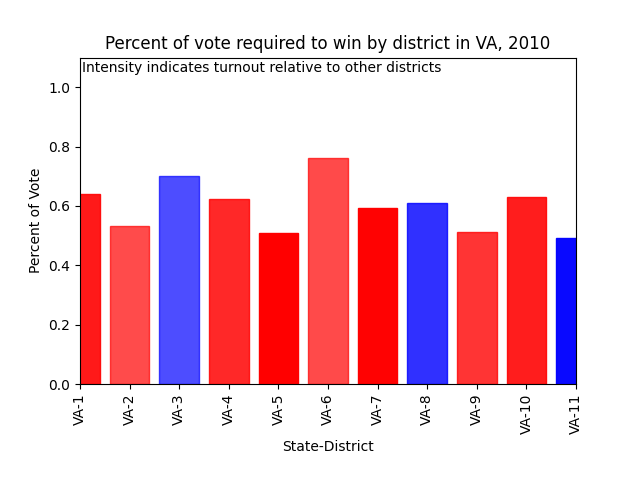 Percent of vote required to win by district in VA, 2010
Intensity indicates turnout relative to other districts
1.0
0.8
0.6
0.4
0.2
0.0
Percent of Vote
VA-1
VA-2
VA-3
VA-4
VA-5
VA-6
VA-7
VA-8
VA-9
VA-10
VA-11
State-District